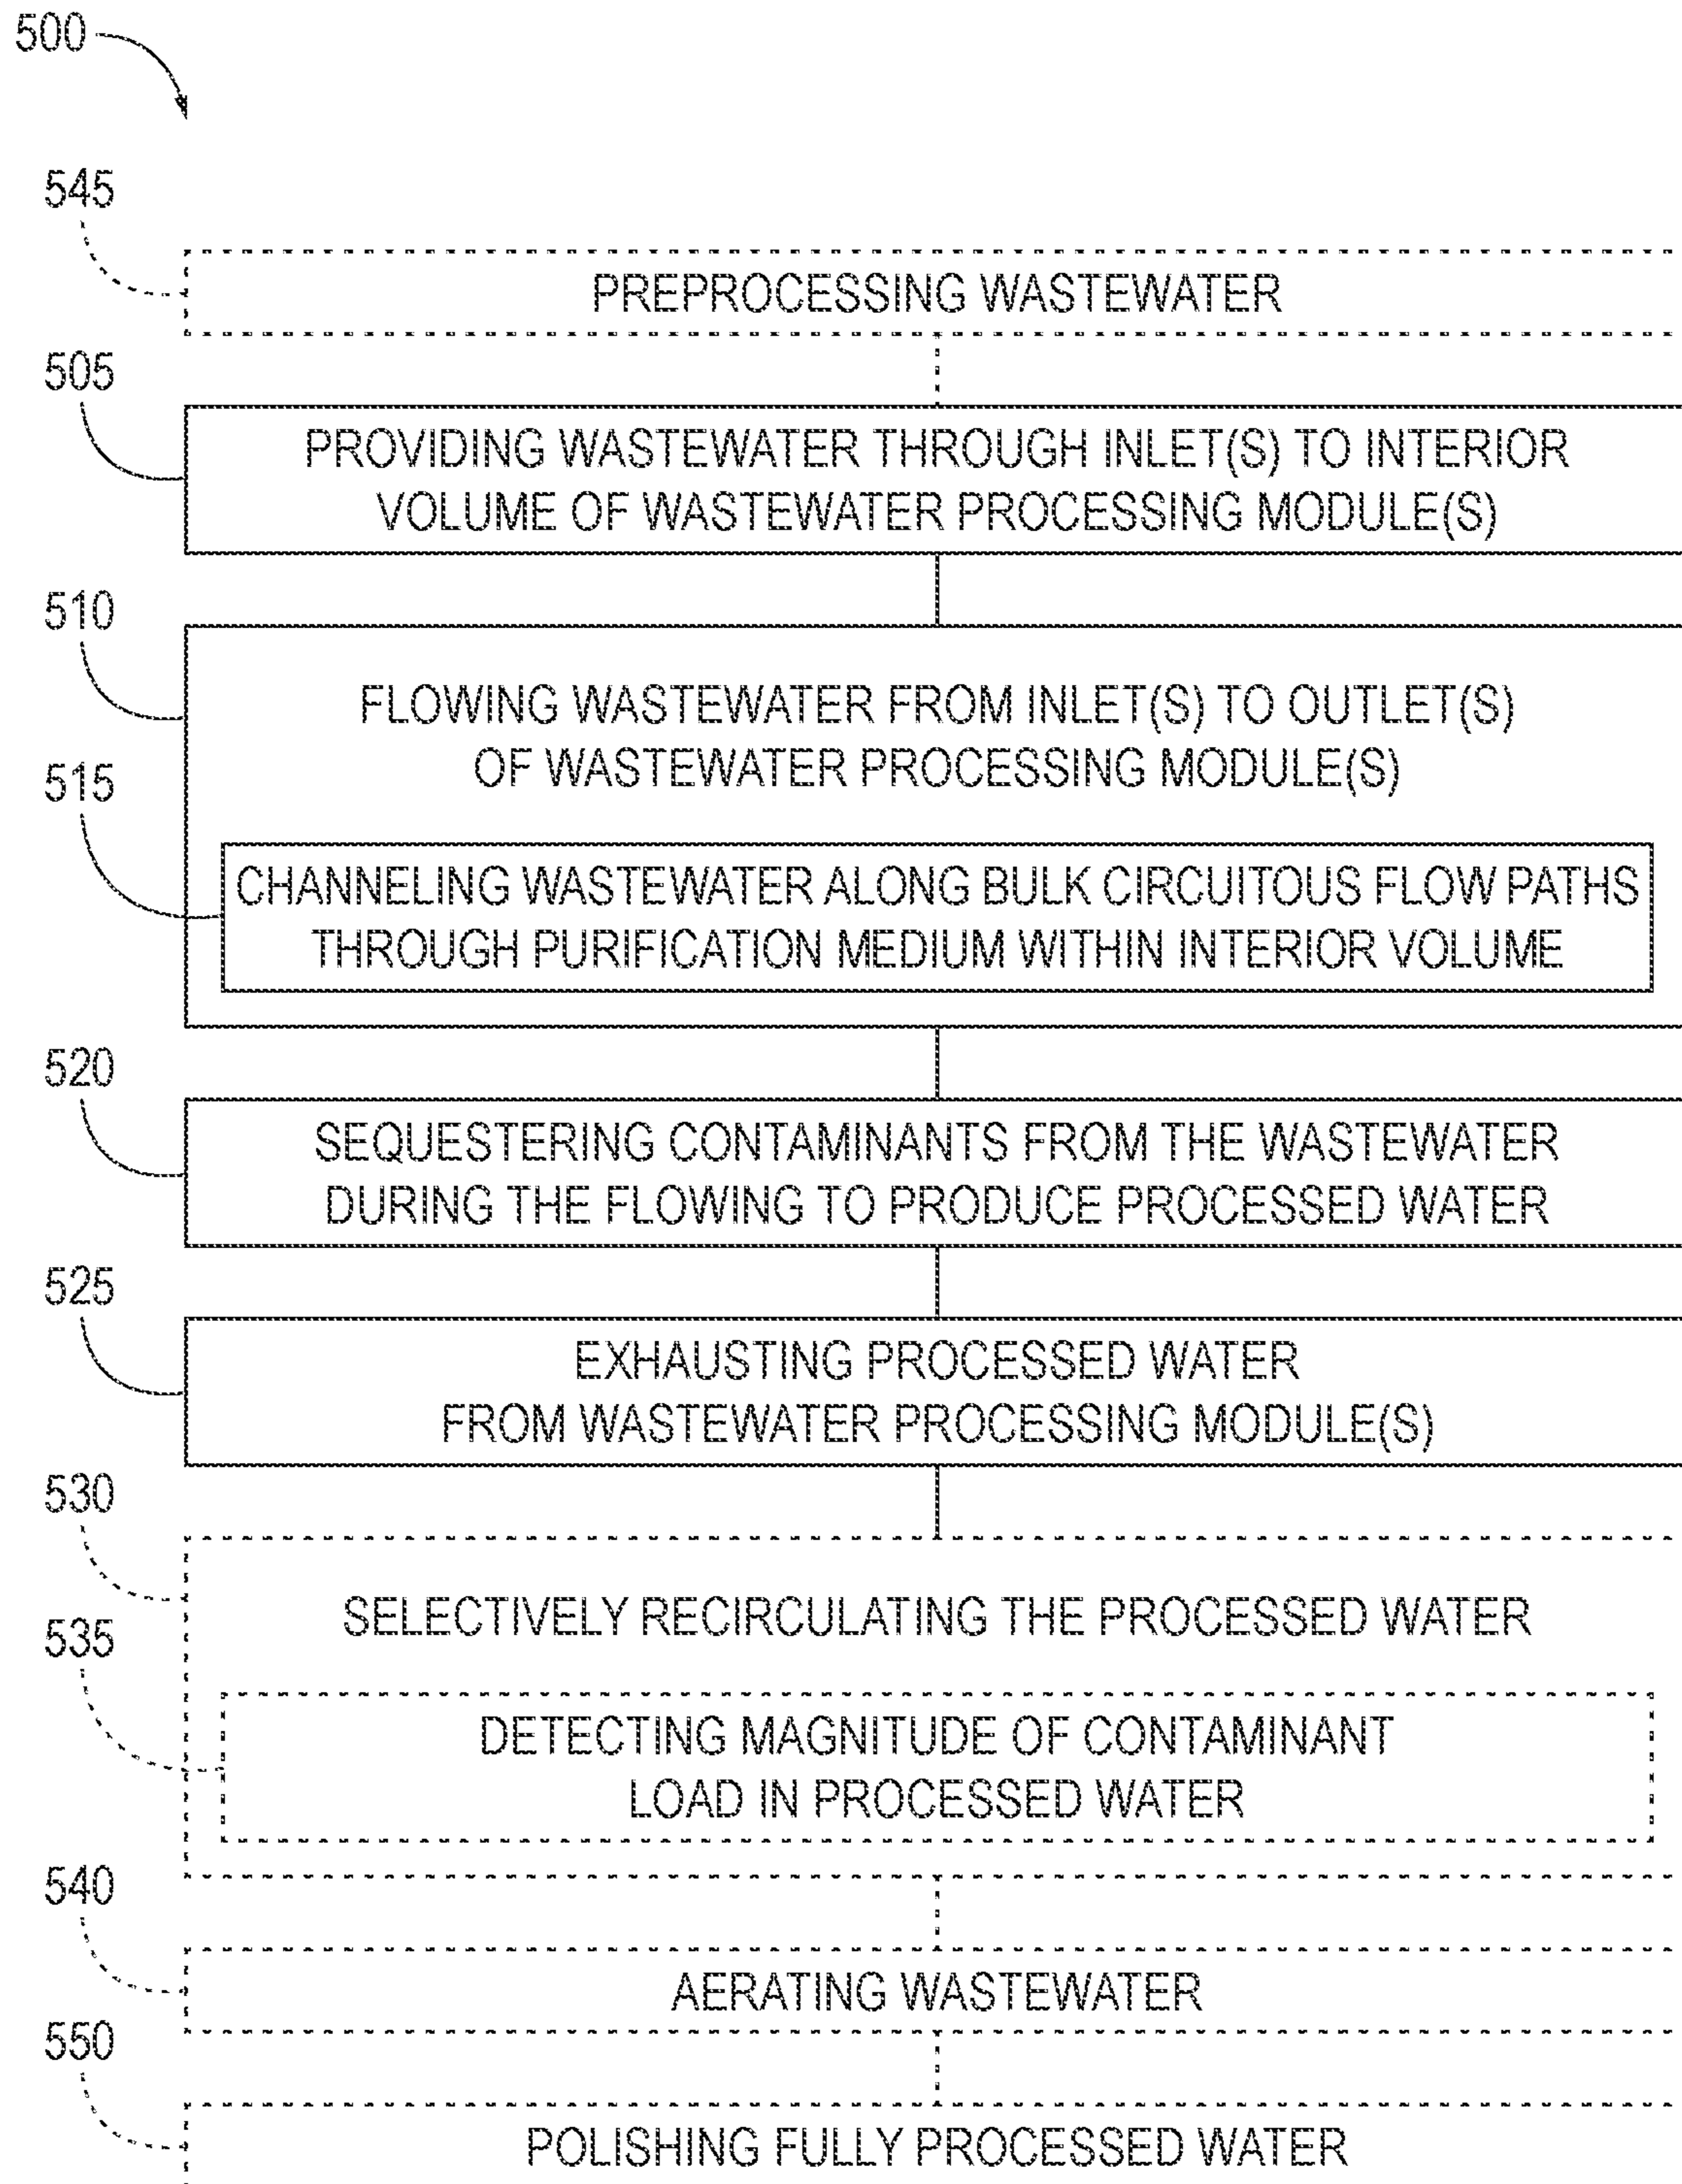 500
545
PREPROCESSING WASTEWATER
505
PROVIDING WASTEWATER THROUGH INLET(S) TO INTERIOR
VOLUME OF WASTEWATER PROCESSING MODULE(S)
510
FLOWING WASTEWATER FROM INLET(S) TO OUTLET(S)
OF WASTEWATER PROCESSING MODULE(S)
515
CHANNELING WASTEWATER ALONG BULK CIRCUITOUS FLOW PATHS
THROUGH PURIFICATION MEDIUM WITHIN INTERIOR VOLUME
520
SEQUESTERING CONTAMINANTS FROM THE WASTEWATER
DURING THE FLOWING TO PRODUCE PROCESSED WATER
525
EXHAUSTING PROCESSED WATER
FROM WASTEWATER PROCESSING MODULE(S)
530
SELECTIVELY RECIRCULATING THE PROCESSED WATER
535
DETECTING MAGNITUDE OF CONTAMINANT
LOAD IN PROCESSED WATER
540
AERATING WASTEWATER
550
POLISHING FULLY PROCESSED WATER